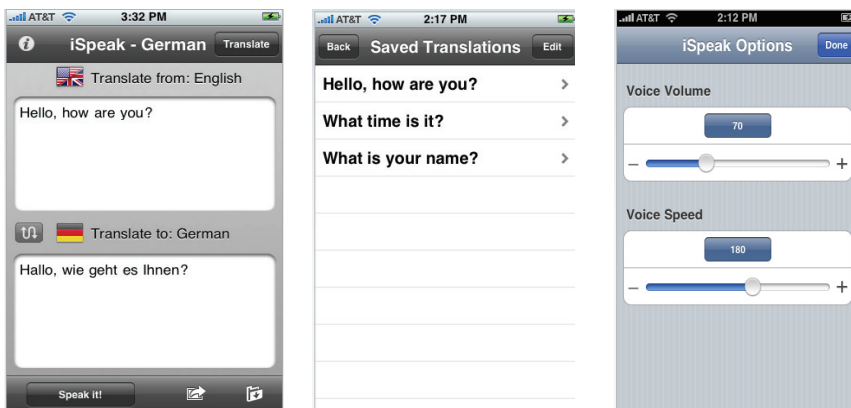 AT&T 3:32 PM
iSpeak - German Translate
Translate from: English
Hello, how are you?
Translate to: German
Hallo, wie geht es Ihnen?
Speak it!
AT&T 2:17 PM
Back Saved Translations Edit
Hello, how are you?
What time is it?
What is your name?
AT&T 2:12 PM
iSpeak Options Done
Voice Volume
70
− +
Voice Speed
180
− +